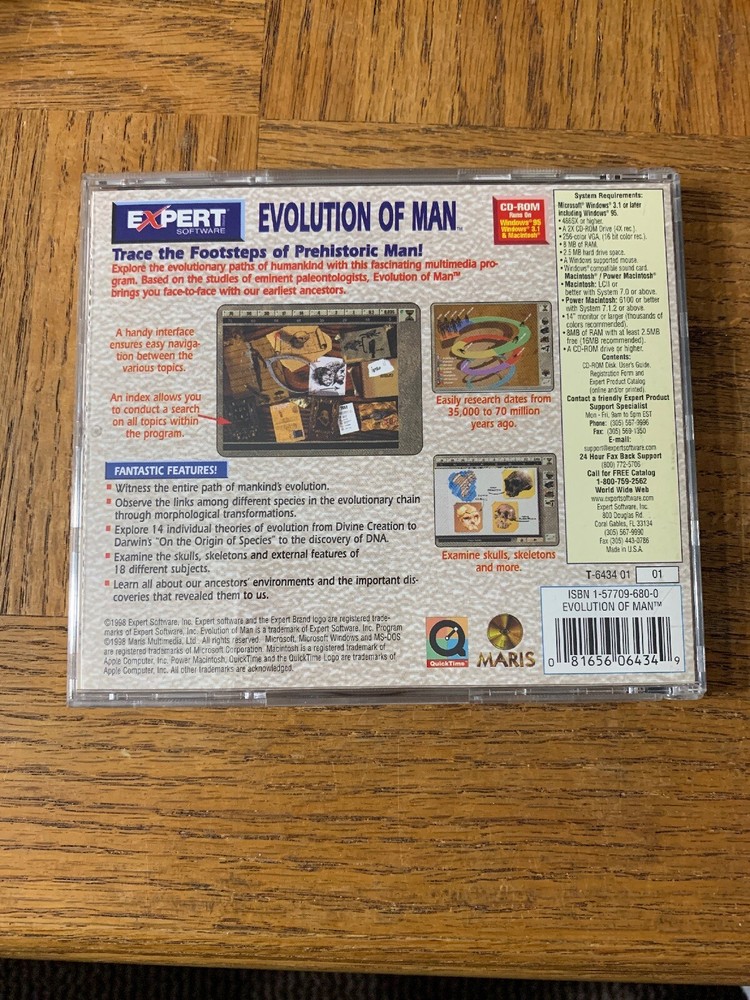 EXPERT
SOFTWARE
EVOLUTION OF MAN™
CD-ROM
Runs On
Windows® 95
Windows® 3.1
& Macintosh®
Trace the Footsteps of Prehistoric Man!
Explore the evolutionary paths of humankind with this fascinating multimedia pro-
gram. Based on the studies of eminent paleontologists, Evolution of Man™
brings you face-to-face with our earliest ancestors.
A handy interface
ensures easy naviga-
tion between the
various topics.
An index allows you
to conduct a search
on all topics within
the program.
Easily research dates from
35,000 to 70 million
years ago.
Examine skulls, skeletons
and more.
FANTASTIC FEATURES!
Witness the entire path of mankind's evolution.
Observe the links among different species in the evolutionary chain
through morphological transformations.
Explore 14 individual theories of evolution from Divine Creation to
Darwin's "On the Origin of Species" to the discovery of DNA.
Examine the skulls, skeletons and external features of
18 different subjects.
Learn all about our ancestors' environments and the important dis-
coveries that revealed them to us.
©1998 Expert Software, Inc. Expert software and the Expert Brand logo are registered trade-
marks of Expert Software, Inc. Evolution of Man is a trademark of Expert Software, Inc. Program
©1998 Maris Multimedia, Ltd. All rights reserved. Microsoft, Microsoft Windows and MS-DOS
are registered trademarks of Microsoft Corporation. Macintosh is a registered trademark of
Apple Computer, Inc. Power Macintosh, QuickTime and the QuickTime Logo are trademarks of
Apple Computer, Inc. All other trademarks are acknowledged.
QuickTime™
MARIS
System Requirements:
Microsoft® Windows® 3.1 or later
including Windows® 95.
• 486SX or higher.
• A 2X CD-ROM Drive (4X rec.).
• 256-color VGA, (16 bit color rec.).
• 8 MB of RAM.
• 2.5 MB hard drive space.
• A Windows supported mouse.
• Windows® compatible sound card.
Macintosh® / Power Macintosh®
• Macintosh: LCII or
better with System 7.0 or above.
• Power Macintosh: 6100 or better
with System 7.1.2 or above.
• 14" monitor or larger (thousands of
colors recommended).
• 8MB of RAM with at least 2.5MB
free (16MB recommended).
• A CD-ROM drive or higher.
Contents:
CD-ROM Disk, User's Guide,
Registration Form and
Expert Product Catalog
(online and/or printed).
Contact a friendly Expert Product
Support Specialist
Mon - Fri, 9am to 5pm EST
Phone: (305) 567-9996
Fax: (305) 569-1350
E-mail:
support@expertsoftware.com
24 Hour Fax Back Support
(800) 772-5706
Call for FREE Catalog
1-800-759-2562
World Wide Web
www.expertsoftware.com
Expert Software, Inc.
800 Douglas Rd.
Coral Gables, FL 33134
(305) 567-9990
Fax (305) 443-0786
Made in U.S.A.
T-6434 01 01
ISBN 1-57709-680-0
EVOLUTION OF MAN™
0 81656 06434 9